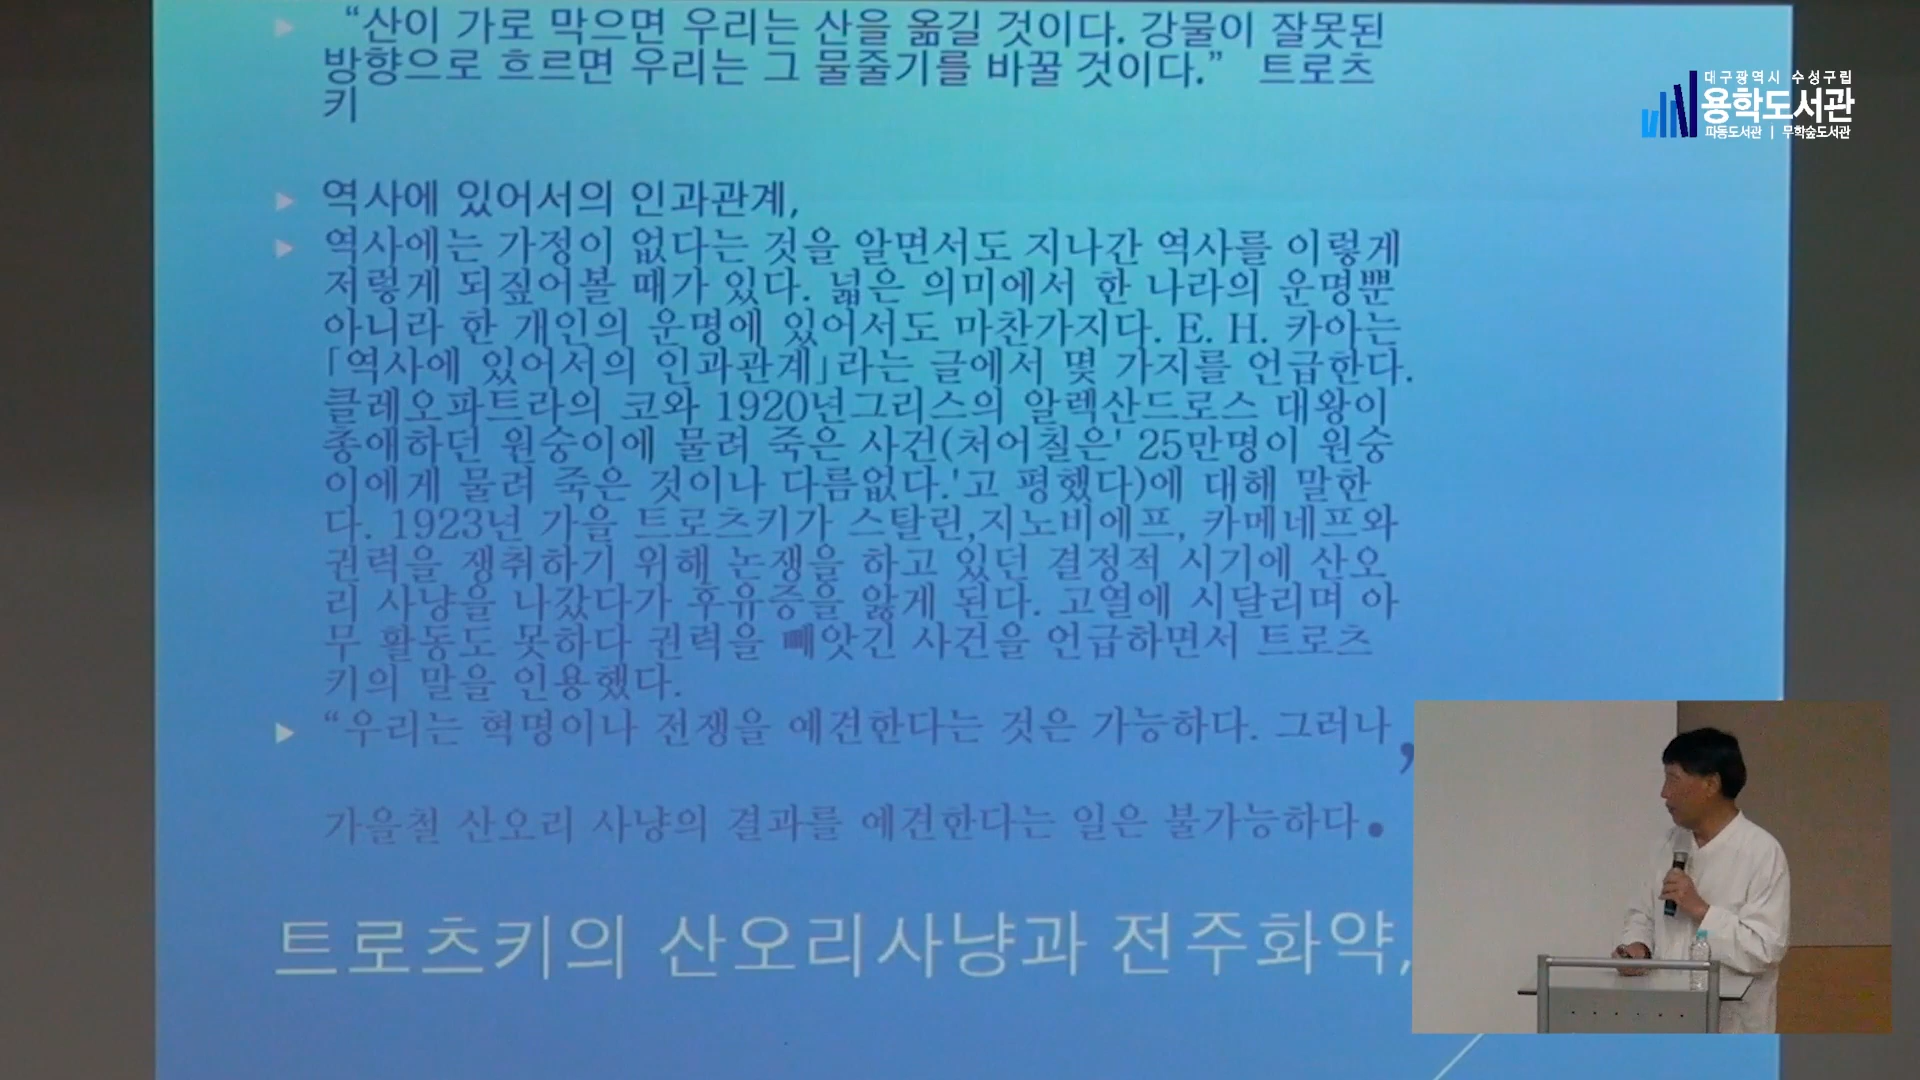 “산이 가로 막으면 우리는 산을 옮길 것이다. 강물이 잘못된
방향으로 흐르면 우리는 그 물줄기를 바꿀 것이다.” 트로츠
키
대구광역시 수성구립
용학도서관
파동도서관 | 무학숲도서관
역사에 있어서의 인과관계,
역사에는 가정이 없다는 것을 알면서도 지나간 역사를 이렇게
저렇게 되짚어볼 때가 있다. 넓은 의미에서 한 나라의 운명뿐
아니라 한 개인의 운명에 있어서도 마찬가지다. E. H. 카아는
「역사에 있어서의 인과관계」라는 글에서 몇 가지를 언급한다.
클레오파트라의 코와 1920년그리스의 알렉산드로스 대왕이
총애하던 원숭이에 물려 죽은 사건(처어칠은' 25만명이 원숭
이에게 물려 죽은 것이나 다름없다.'고 평했다)에 대해 말한
다. 1923년 가을 트로츠키가 스탈린,지노비에프, 카메네프와
권력을 쟁취하기 위해 논쟁을 하고 있던 결정적 시기에 산오
리 사냥을 나갔다가 후유증을 앓게 된다. 고열에 시달리며 아
무 활동도 못하다 권력을 빼앗긴 사건을 언급하면서 트로츠
키의 말을 인용했다.
“우리는 혁명이나 전쟁을 예견한다는 것은 가능하다. 그러나,
가을철 산오리 사냥의 결과를 예견한다는 일은 불가능하다.
트로츠키의 산오리사냥과 전주화약,